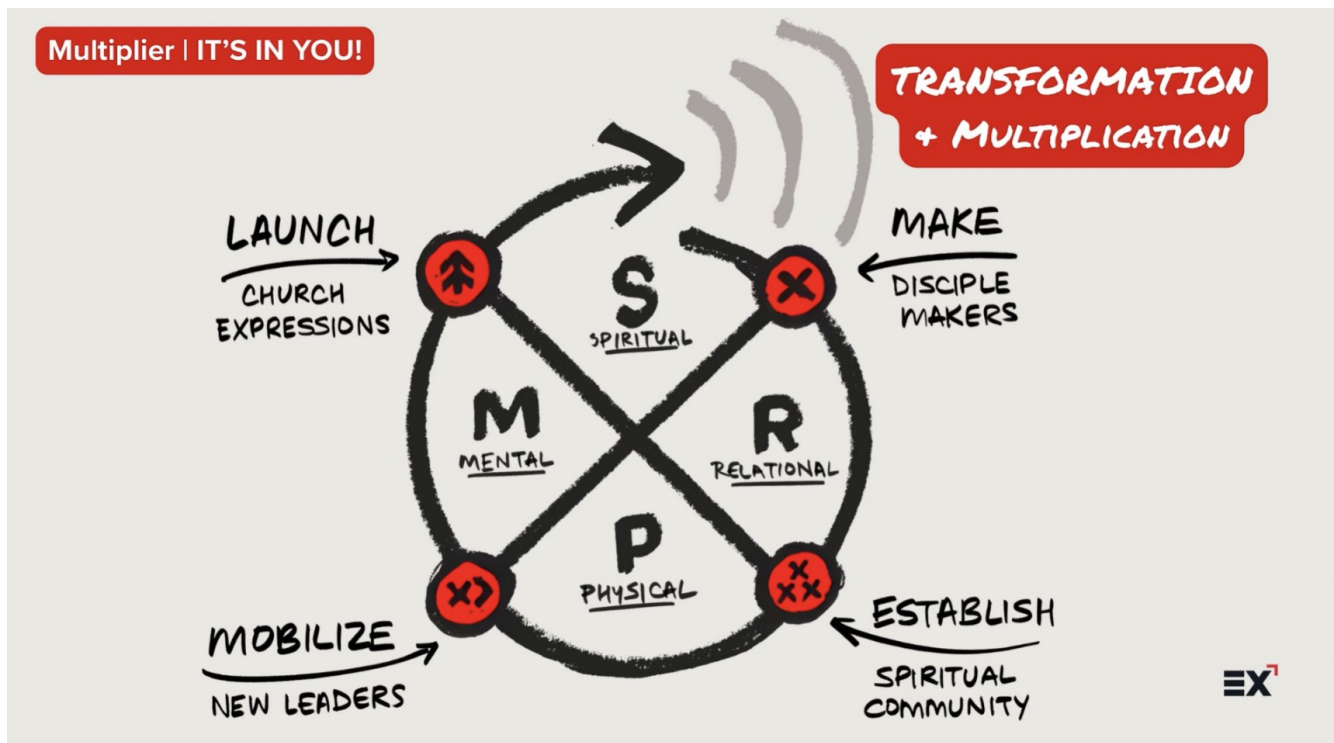 Multiplier | IT'S IN YOU!
TRANSFORMATION
+ MULTIPLICATION
LAUNCH
CHURCH
EXPRESSIONS
MAKE
DISCIPLE
MAKERS
S
SPIRITUAL
M
MENTAL
R
RELATIONAL
P
PHYSICAL
MOBILIZE
NEW LEADERS
ESTABLISH
SPIRITUAL
COMMUNITY
EX